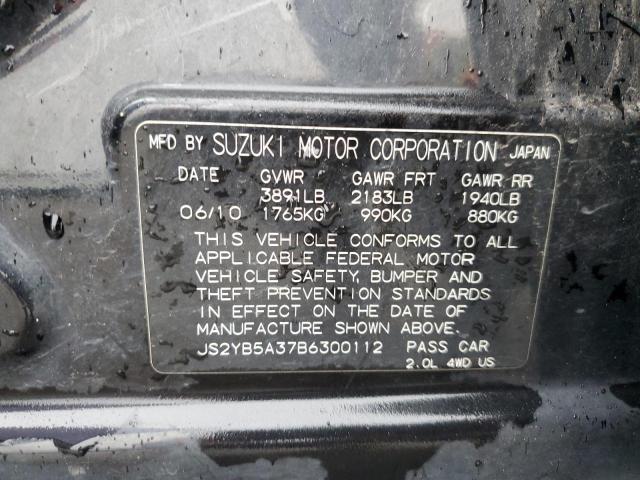 MFD BY SUZUKI MOTOR CORPORATION JAPAN
DATE GVWR GAWR FRT GAWR RR
3891LB 2183LB 1940LB
06/10 1765KG 990KG 880KG
THIS VEHICLE CONFORMS TO ALL
APPLICABLE FEDERAL MOTOR
VEHICLE SAFETY, BUMPER AND
THEFT PREVENTION STANDARDS
IN EFFECT ON THE DATE OF
MANUFACTURE SHOWN ABOVE.
JS2YB5A37B6300112 PASS CAR
2.0L 4WD US